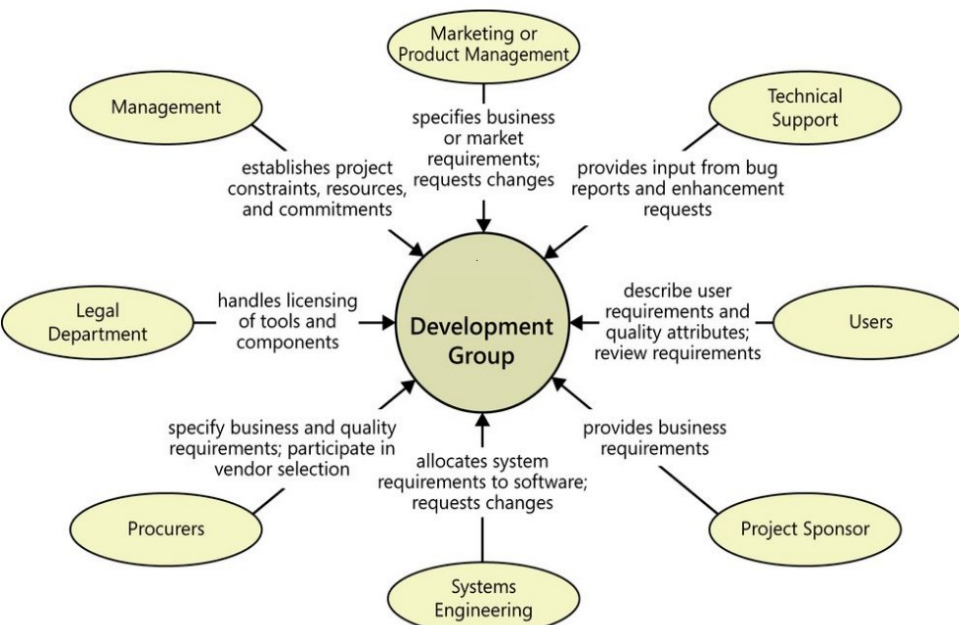 Marketing or
Product Management
Management
Technical
Support
specifies business
or market
requirements;
requests changes
establishes project
constraints, resources,
and commitments
provides input from bug
reports and enhancement
requests
Legal
Department
handles licensing
of tools and
components
Development
Group
describe user
requirements and
quality attributes;
review requirements
Users
specify business and quality
requirements; participate in
vendor selection
allocates system
requirements to software;
requests changes
provides business
requirements
Procurers
Project Sponsor
Systems
Engineering